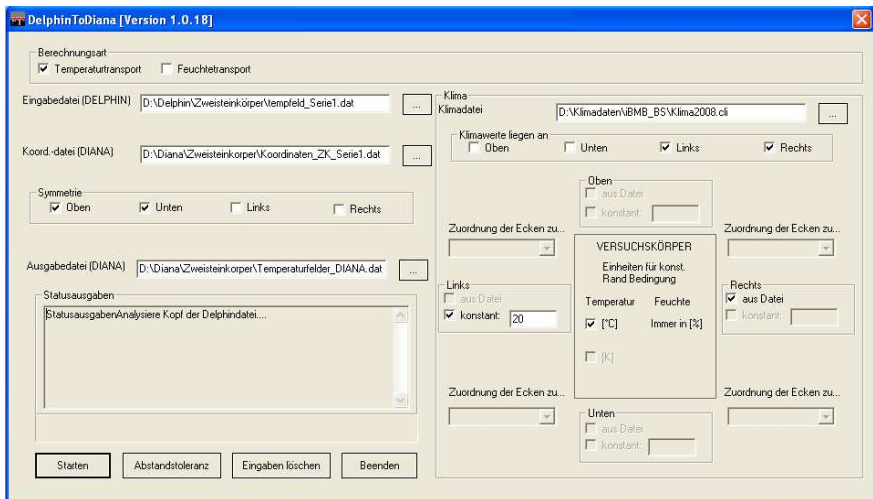 DelphinToDiana [Version 1.0.18]
Berechnungsart
Temperaturtransport Feuchtetransport
Eingabedatei (DELPHIN) D:\Delphin\Zweisteinkörper\tempfeld_Serie1.dat ...
Koord.-datei (DIANA) D:\Diana\Zweisteinkorper\Koordinaten_ZK_Serie1.dat ...
Symmetrie
Oben Unten Links Rechts
Ausgabedatei (DIANA) D:\Diana\Zweisteinkorper\Temperaturfelder_DIANA.dat ...
Statusausgaben
StatusausgabenAnalysiere Kopf der Delphindatei....
Starten Abstandstoleranz Eingaben löschen Beenden
Klima
Klimadatei D:\Klimadaten\iBMB_BS\Klima2008.cli ...
Klimawerte liegen an
Oben Unten Links Rechts
Oben
aus Datei
konstant:
Zuordnung der Ecken zu... Zuordnung der Ecken zu...
VERSUCHSKÖRPER
Einheiten für konst.
Rand Bedingung
Temperatur Feuchte
[°C] Immer in [%]
[K]
Links
aus Datei
konstant: 20
Rechts
aus Datei
konstant:
Zuordnung der Ecken zu... Zuordnung der Ecken zu...
Unten
aus Datei
konstant: